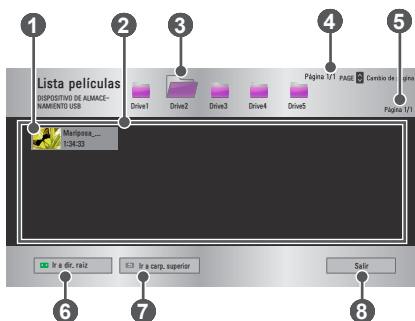 1
2
3
4
5
Lista películas
DISPOSITIVO DE ALMACE-
NAMIENTO USB
Drive1
Drive2
Drive3
Drive4
Drive5
Página 1/1
PAGE
Cambio de página
Página 1/1
Mariposa_...
1:34:33
Ir a dir. raíz
Ir a carp. superior
Salir
6
7
8